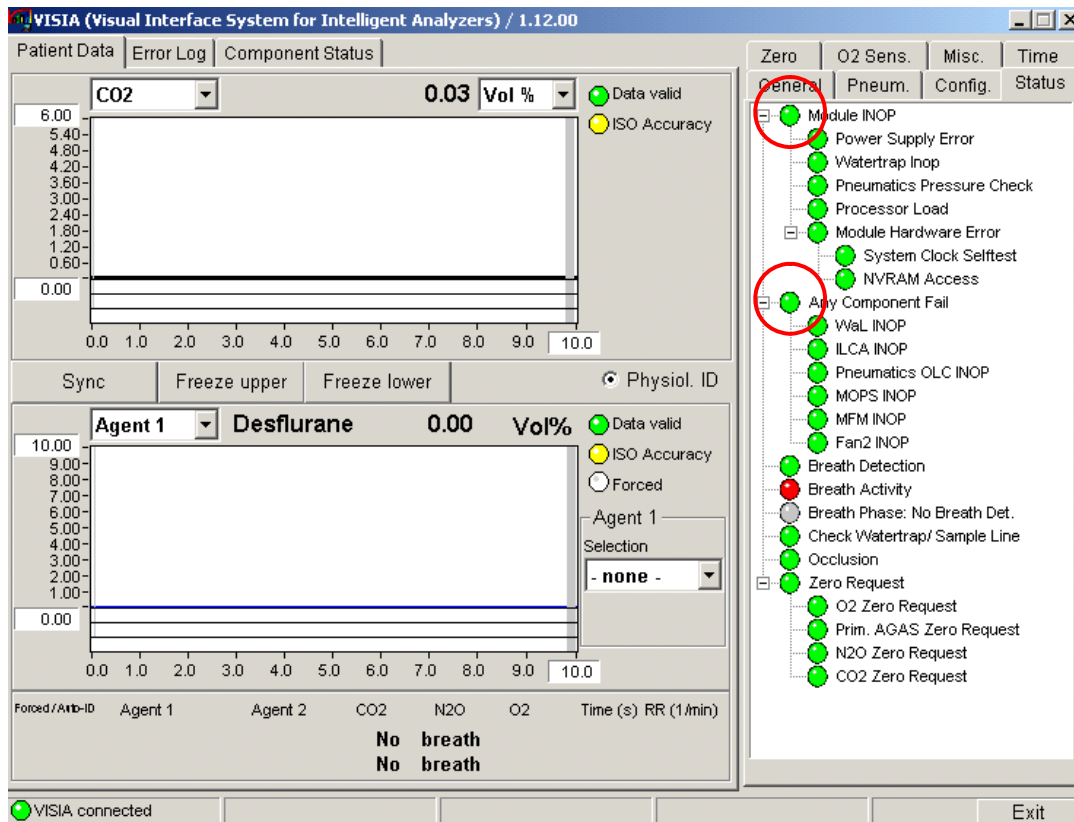 VISIA (Visual Interface System for Intelligent Analyzers) / 1.12.00
Patient Data Error Log Component Status
CO2 0.03 Vol %
Data valid
ISO Accuracy
6.00
5.40
4.80
4.20
3.60
3.00
2.40
1.80
1.20
0.60
0.00
0.0 1.0 2.0 3.0 4.0 5.0 6.0 7.0 8.0 9.0 10.0
Sync Freeze upper Freeze lower Physiol. ID
Agent 1 Desflurane 0.00 Vol%
Data valid
ISO Accuracy
Forced
Agent 1
Selection
- none -
10.00
9.00
8.00
7.00
6.00
5.00
4.00
3.00
2.00
1.00
0.00
0.0 1.0 2.0 3.0 4.0 5.0 6.0 7.0 8.0 9.0 10.0
Forced / Auto-ID Agent 1 Agent 2 CO2 N2O O2 Time (s) RR (1/min)
No breath
No breath
Zero O2 Sens. Misc. Time
General Pneum. Config. Status
Module INOP
Power Supply Error
Watertrap Inop
Pneumatics Pressure Check
Processor Load
Module Hardware Error
System Clock Selftest
NVRAM Access
Any Component Fail
WaL INOP
ILCA INOP
Pneumatics OLC INOP
MOPS INOP
MFM INOP
Fan2 INOP
Breath Detection
Breath Activity
Breath Phase: No Breath Det.
Check Watertrap/ Sample Line
Occlusion
Zero Request
O2 Zero Request
Prim. AGAS Zero Request
N2O Zero Request
CO2 Zero Request
VISIA connected Exit